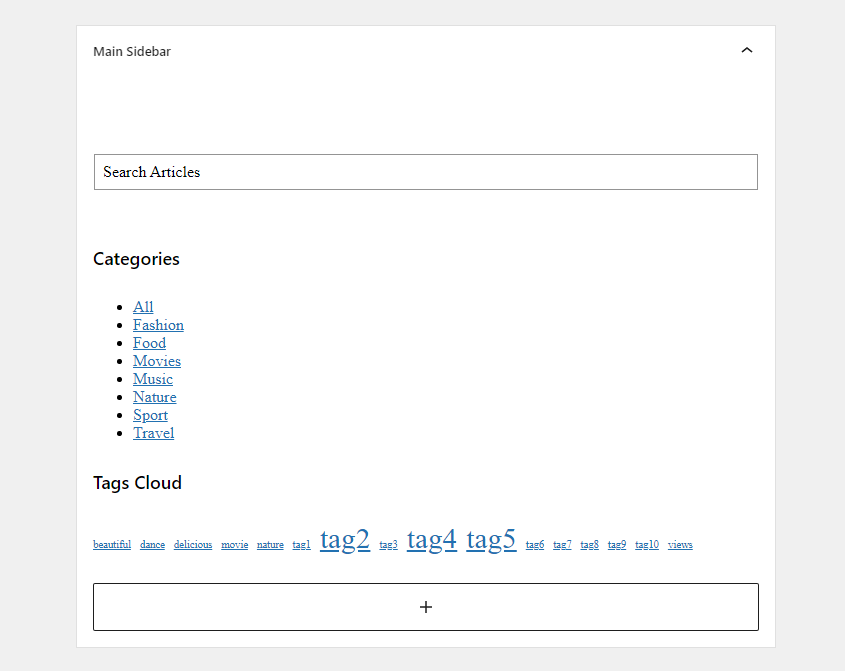 Main Sidebar
Search Articles
Categories
All
Fashion
Food
Movies
Music
Nature
Sport
Travel
Tags Cloud
beautiful dance delicious movie nature tag1 tag2 tag3 tag4 tag5 tag6 tag7 tag8 tag9 tag10 views